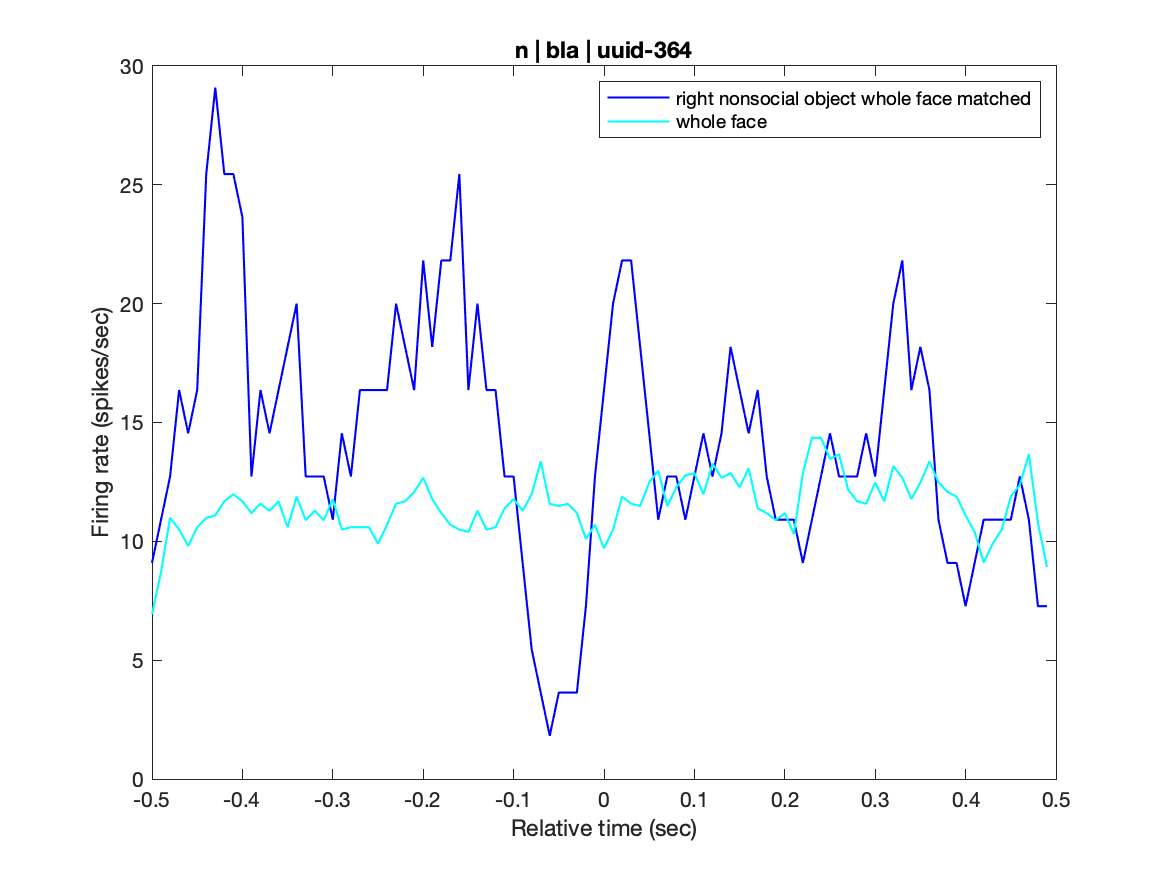 n | bla | uuid-364
right nonsocial object whole face matched
whole face
Firing rate (spikes/sec)
30
25
20
15
10
5
0
-0.5 -0.4 -0.3 -0.2 -0.1 0 0.1 0.2 0.3 0.4 0.5
Relative time (sec)